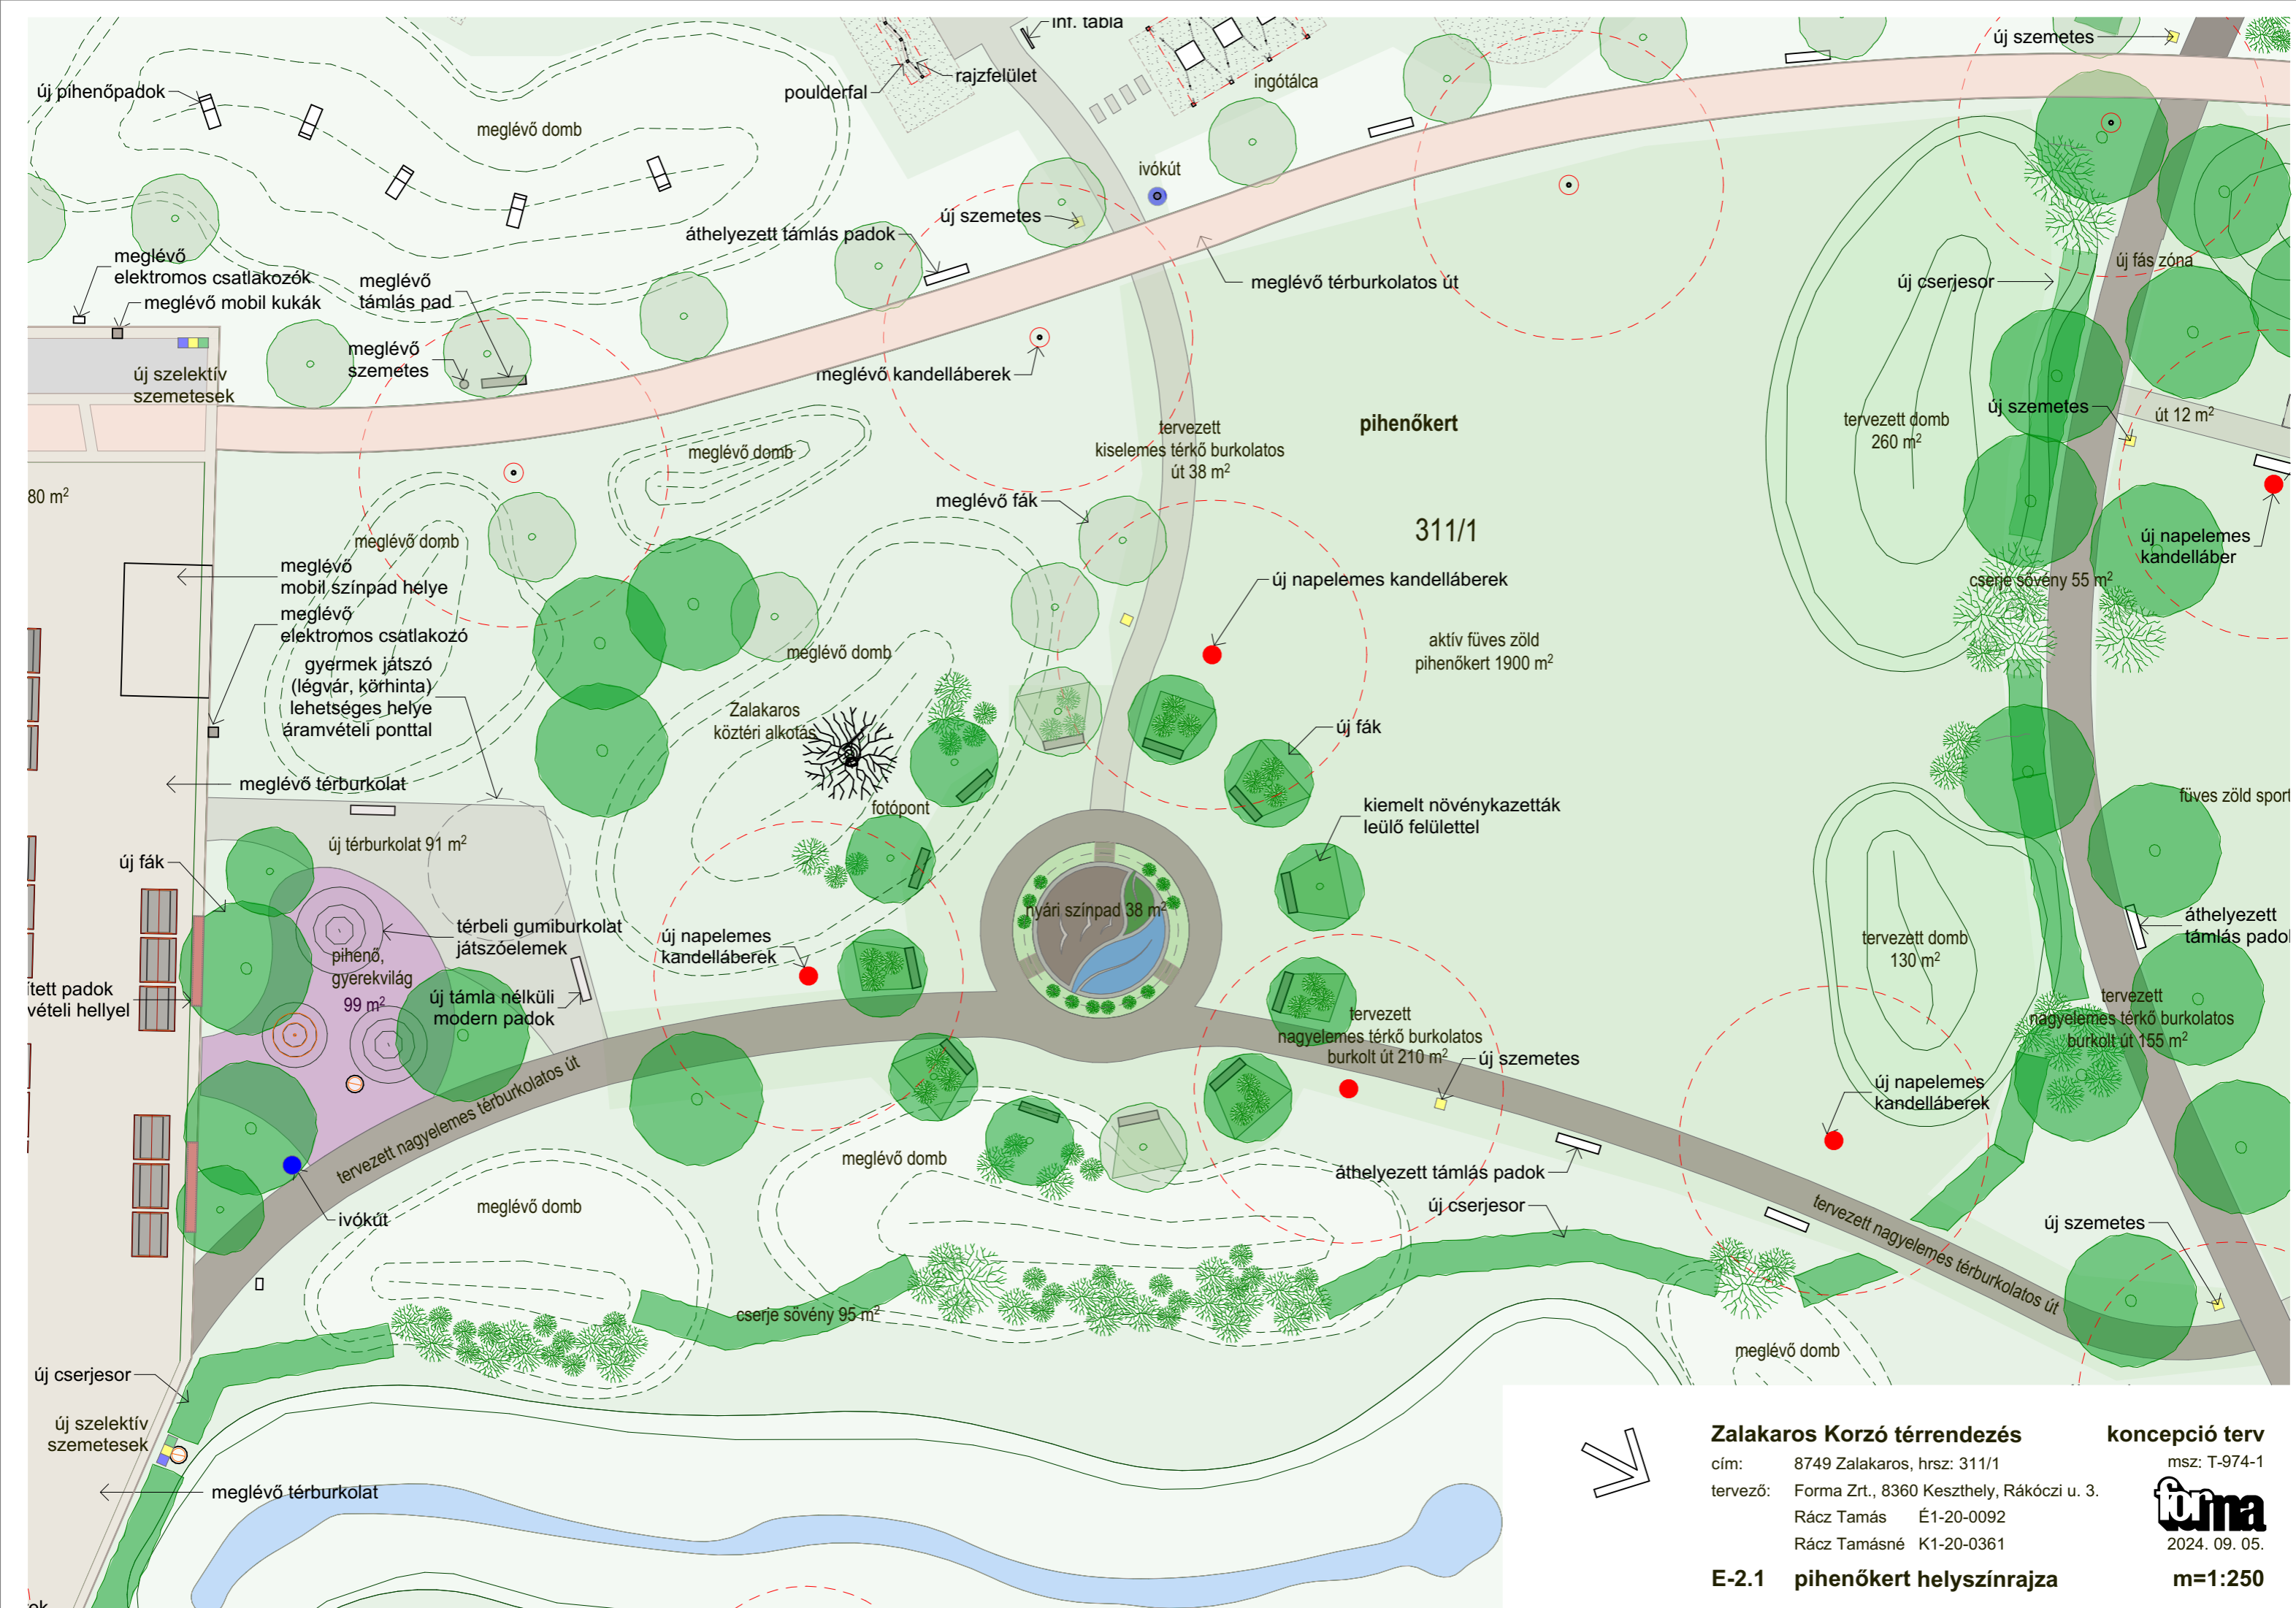 inf. tábla
új szemetes
új pihenőpadok
rajzfelület
poulderfal
ingótálca
meglévő domb
ivókút
új szemetes
áthelyezett támlás padok
meglévő
elektromos csatlakozók
meglévő mobil kukák
meglévő
támlás pad
meglévő térburkolatos út
új cserjesor
új fás zóna
meglévő
szemetes
új szelektív
szemetesek
meglévő kandelláberek
pihenőkert
tervezett
kiselemes térkő burkolatos
út 38 m²
tervezett domb
260 m²
új szemetes
út 12 m²
meglévő domb
80 m²
meglévő fák
311/1
meglévő domb
új napelemes
kandelláber
meglévő
mobil színpad helye
új napelemes kandelláberek
cserje sövény 55 m²
meglévő
elektromos csatlakozó
aktív füves zöld
pihenőkert 1900 m²
meglévő domb
gyermek játszó
(légvár, körhinta)
lehetséges helye
áramvételi ponttal
Zalakaros
köztéri alkotás
új fák
meglévő térburkolat
fotópont
kiemelt növénykazetták
leülő felülettel
füves zöld sport
új térburkolat 91 m²
új fák
nyári színpad 38 m²
térbeli gumiburkolat
játszóelemek
új napelemes
kandelláberek
áthelyezett
támlás padok
tervezett domb
130 m²
pihenő,
gyerekvilág
99 m²
ített padok
vételi hellyel
új támla nélküli
modern padok
tervezett
nagyelemes térkő burkolatos
burkolt út 210 m²
új szemetes
tervezett
nagyelemes térkő burkolatos
burkolt út 155 m²
új napelemes
kandelláberek
tervezett nagyelemes térburkolatos út
meglévő domb
áthelyezett támlás padok
meglévő domb
új cserjesor
ivókút
tervezett nagyelemes térburkolatos út
új szemetes
cserje sövény 95 m²
meglévő domb
új cserjesor
új szelektív
szemetesek
meglévő térburkolat
Zalakaros Korzó térrendezés koncepció terv
cím: 8749 Zalakaros, hrsz: 311/1 msz: T-974-1
tervező: Forma Zrt., 8360 Keszthely, Rákóczi u. 3.
forma
Rácz Tamás É1-20-0092
Rácz Tamásné K1-20-0361 2024. 09. 05.
E-2.1 pihenőkert helyszínrajza m=1:250